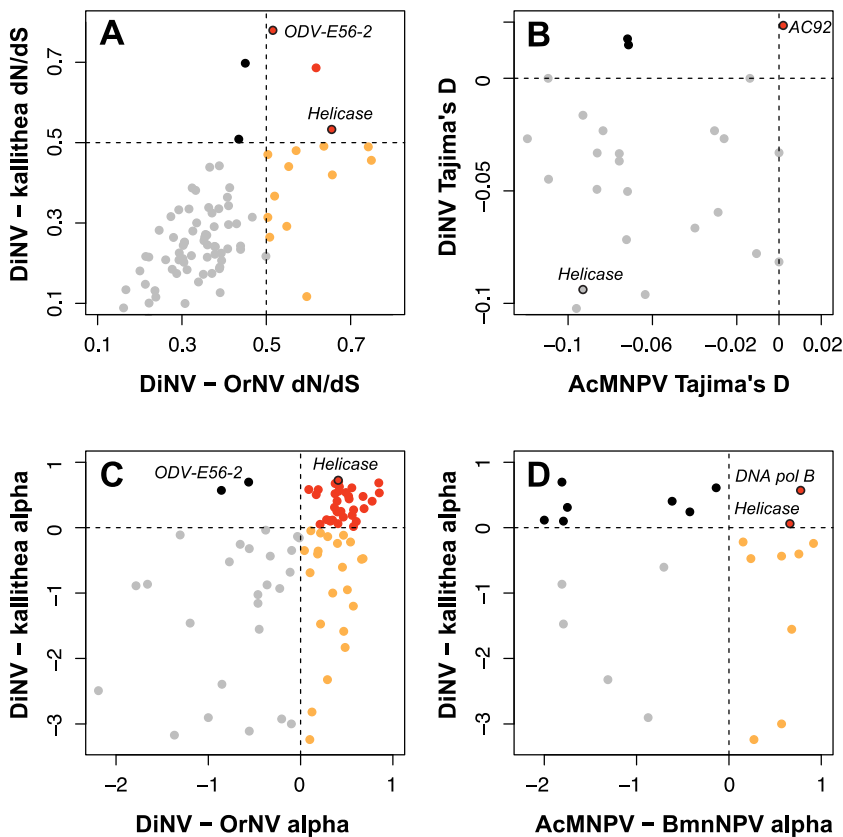 A
ODV-E56-2
Helicase
0.1 0.3 0.5 0.7
DiNV − kallithea dN/dS
0.1 0.3 0.5 0.7
DiNV − OrNV dN/dS
B
AC92
Helicase
−0.1 −0.05 0
DiNV Tajima's D
−0.1 −0.06 −0.02 0 0.02
AcMNPV Tajima's D
C
ODV-E56-2
Helicase
−3 −2 −1 0 1
DiNV − kallithea alpha
−2 −1 0 1
DiNV − OrNV alpha
D
DNA pol B
Helicase
−3 −2 −1 0 1
DiNV − kallithea alpha
−2 −1 0 1
AcMNPV − BmnNPV alpha